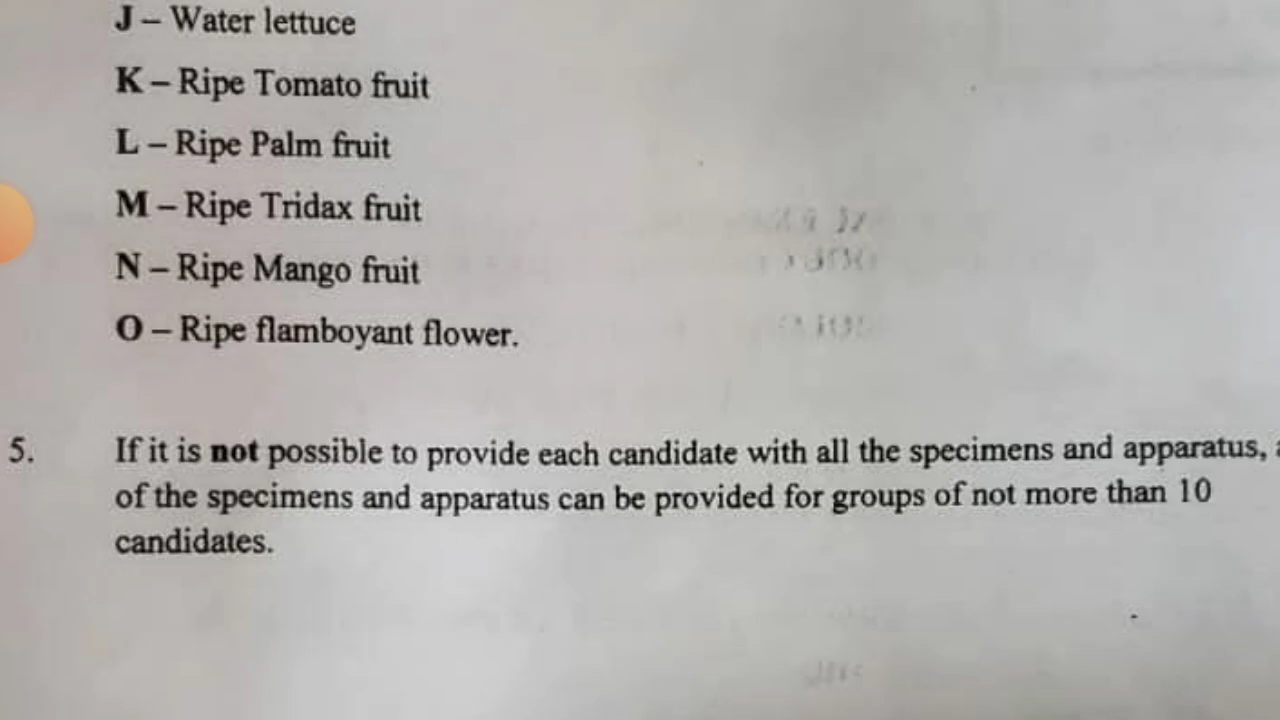 J – Water lettuce
K – Ripe Tomato fruit
L – Ripe Palm fruit
M – Ripe Tridax fruit
N – Ripe Mango fruit
O – Ripe flamboyant flower.
5. If it is not possible to provide each candidate with all the specimens and apparatus,
of the specimens and apparatus can be provided for groups of not more than 10
candidates.